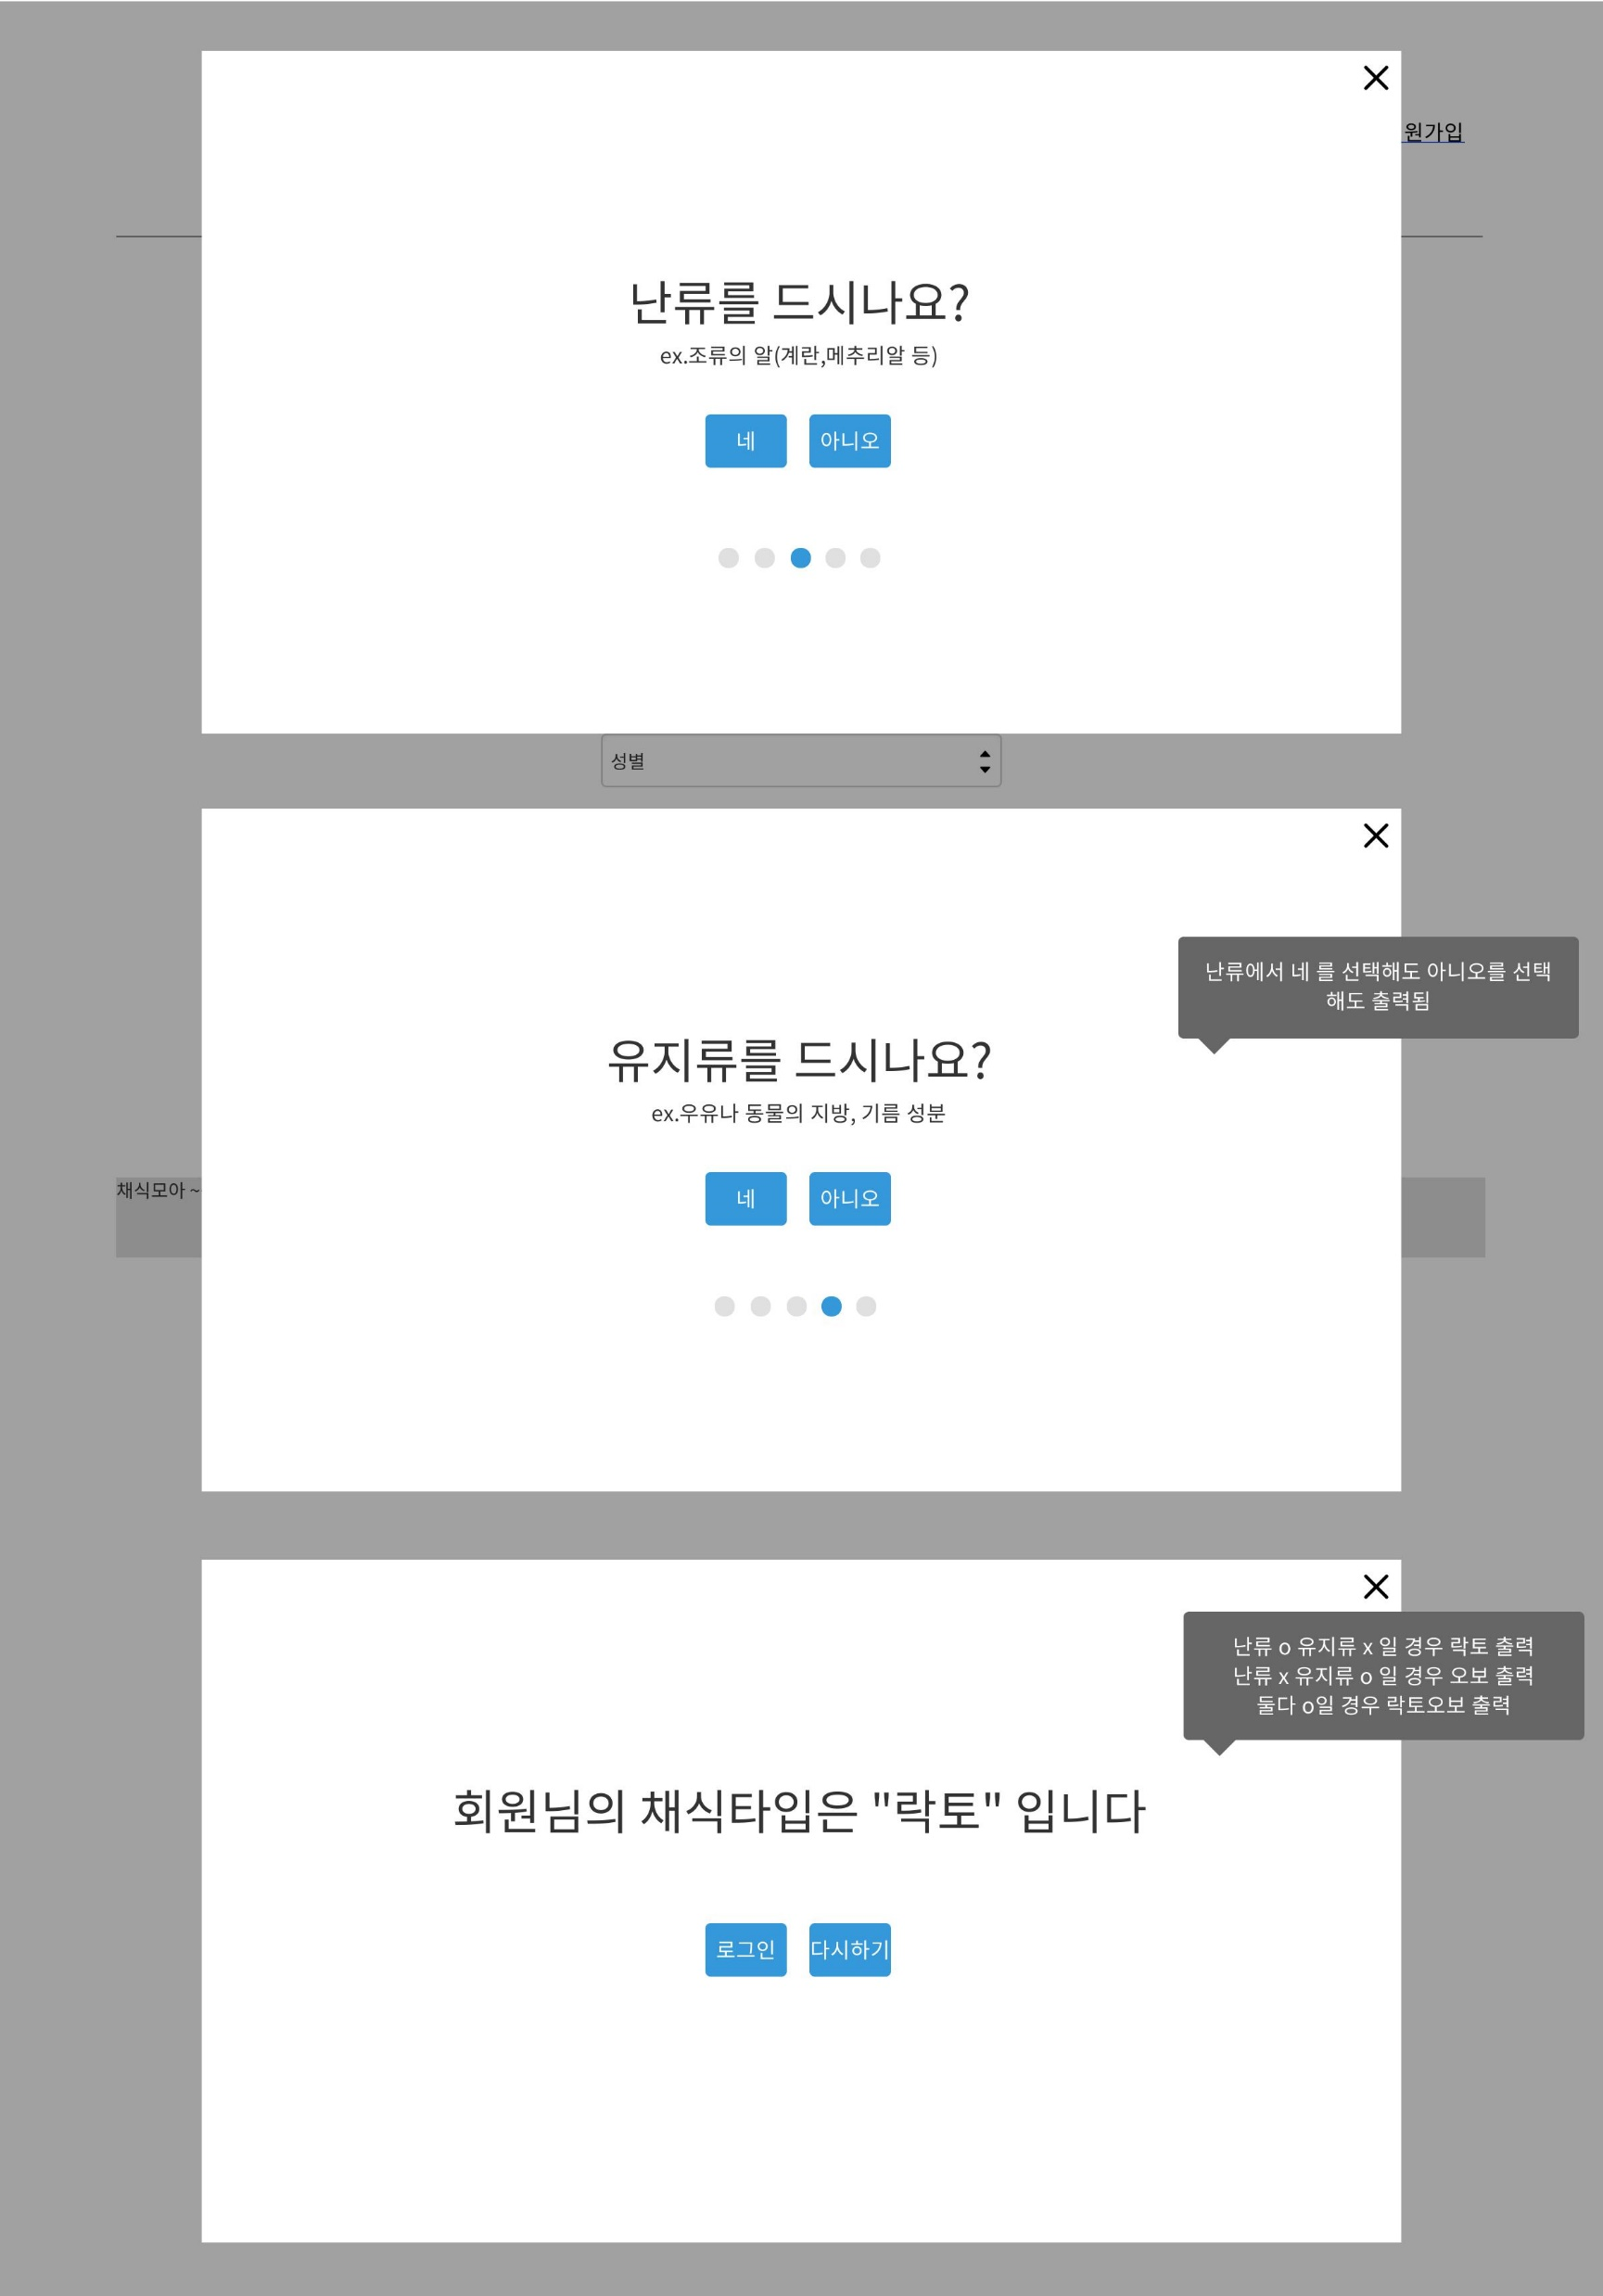 원가입
난류를 드시나요?
ex.조류의 알(계란,메추리알 등)
네 아니오
성별
난류에서 네 를 선택해도 아니오를 선택
해도 출력됨
유지류를 드시나요?
ex.우유나 동물의 지방, 기름 성분
채식모아 ~
네 아니오
난류 o 유지류 x 일 경우 락토 출력
난류 x 유지류 o 일 경우 오보 출력
둘다 o일 경우 락토오보 출력
회원님의 채식타입은 "락토" 입니다
로그인 다시하기